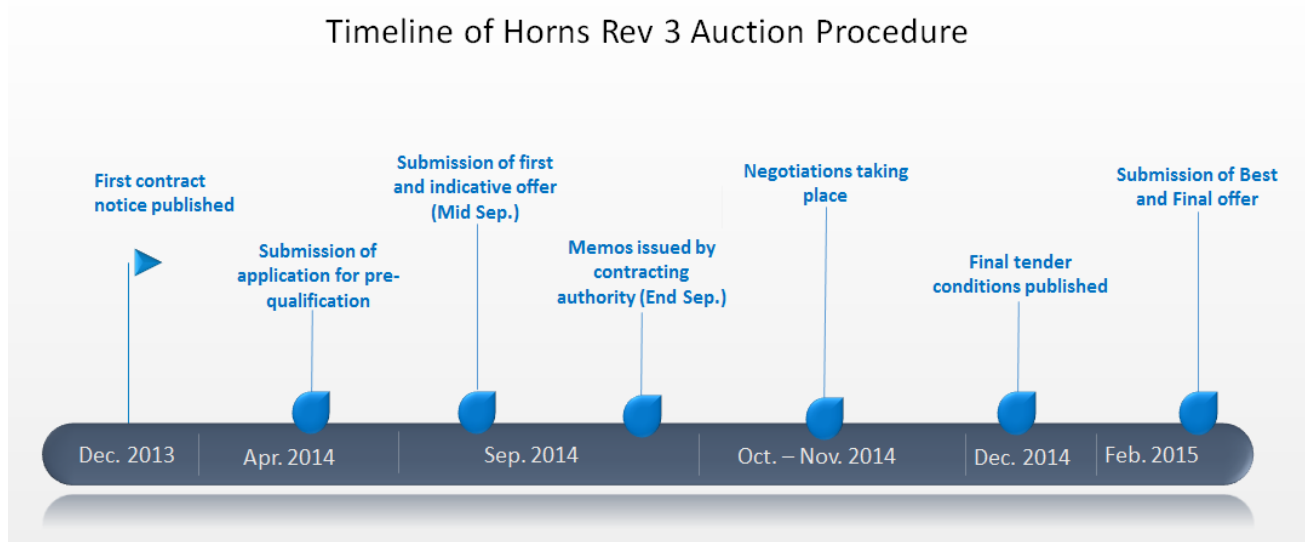 Timeline of Horns Rev 3 Auction Procedure
First contract
notice published
Submission of
application for pre-
qualification
Submission of first
and indicative offer
(Mid Sep.)
Memos issued by
contracting
authority (End Sep.)
Negotiations taking
place
Final tender
conditions published
Submission of Best
and Final offer
Dec. 2013
Apr. 2014
Sep. 2014
Oct. – Nov. 2014
Dec. 2014
Feb. 2015